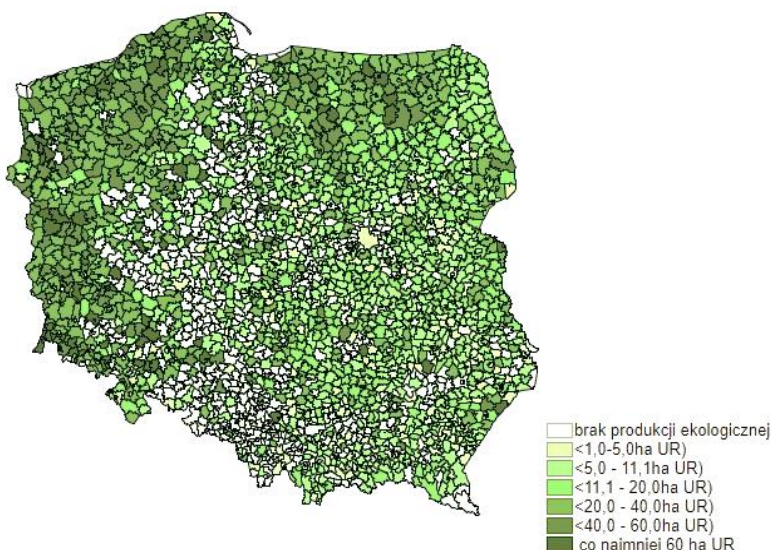 brak produkcji ekologicznej
<1,0-5,0ha UR)
<5,0 - 11,1ha UR)
<11,1 - 20,0ha UR)
<20,0 - 40,0ha UR)
<40,0 - 60,0ha UR)
co najmniej 60 ha UR